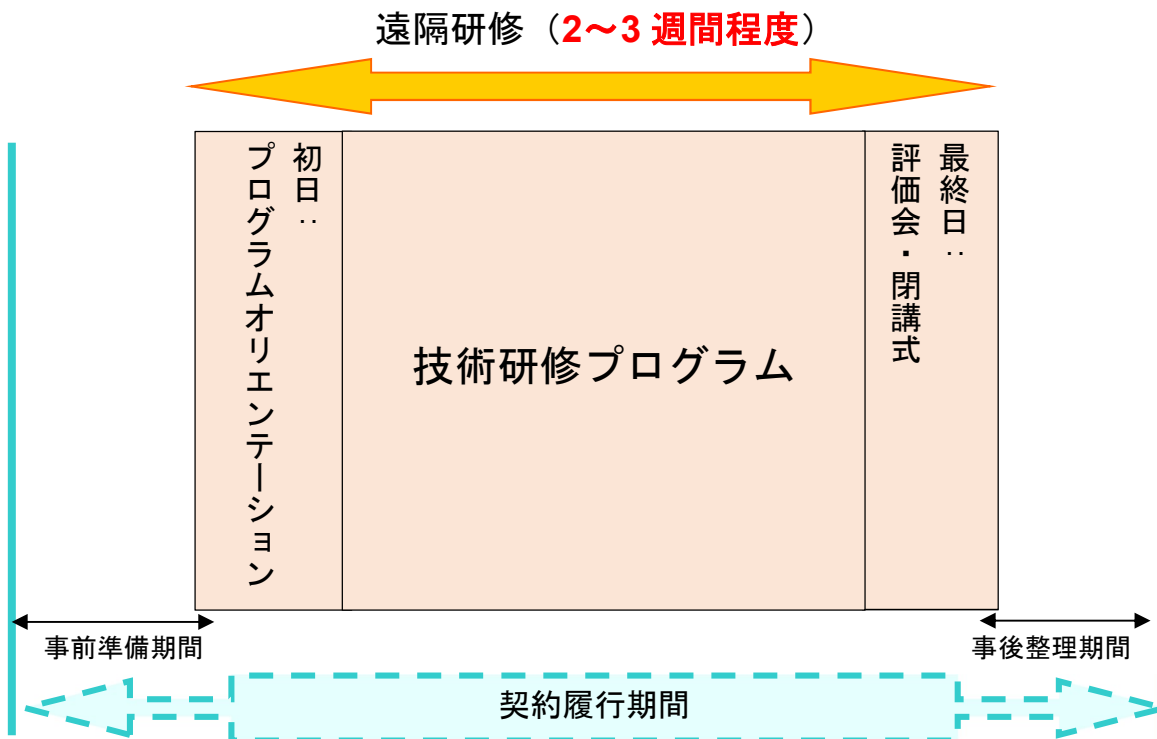 遠隔研修（2～3 週間程度）
初日：
プログラムオリエンテーション
技術研修プログラム
最終日：
評価会・閉講式
事前準備期間
事後整理期間
契約履行期間